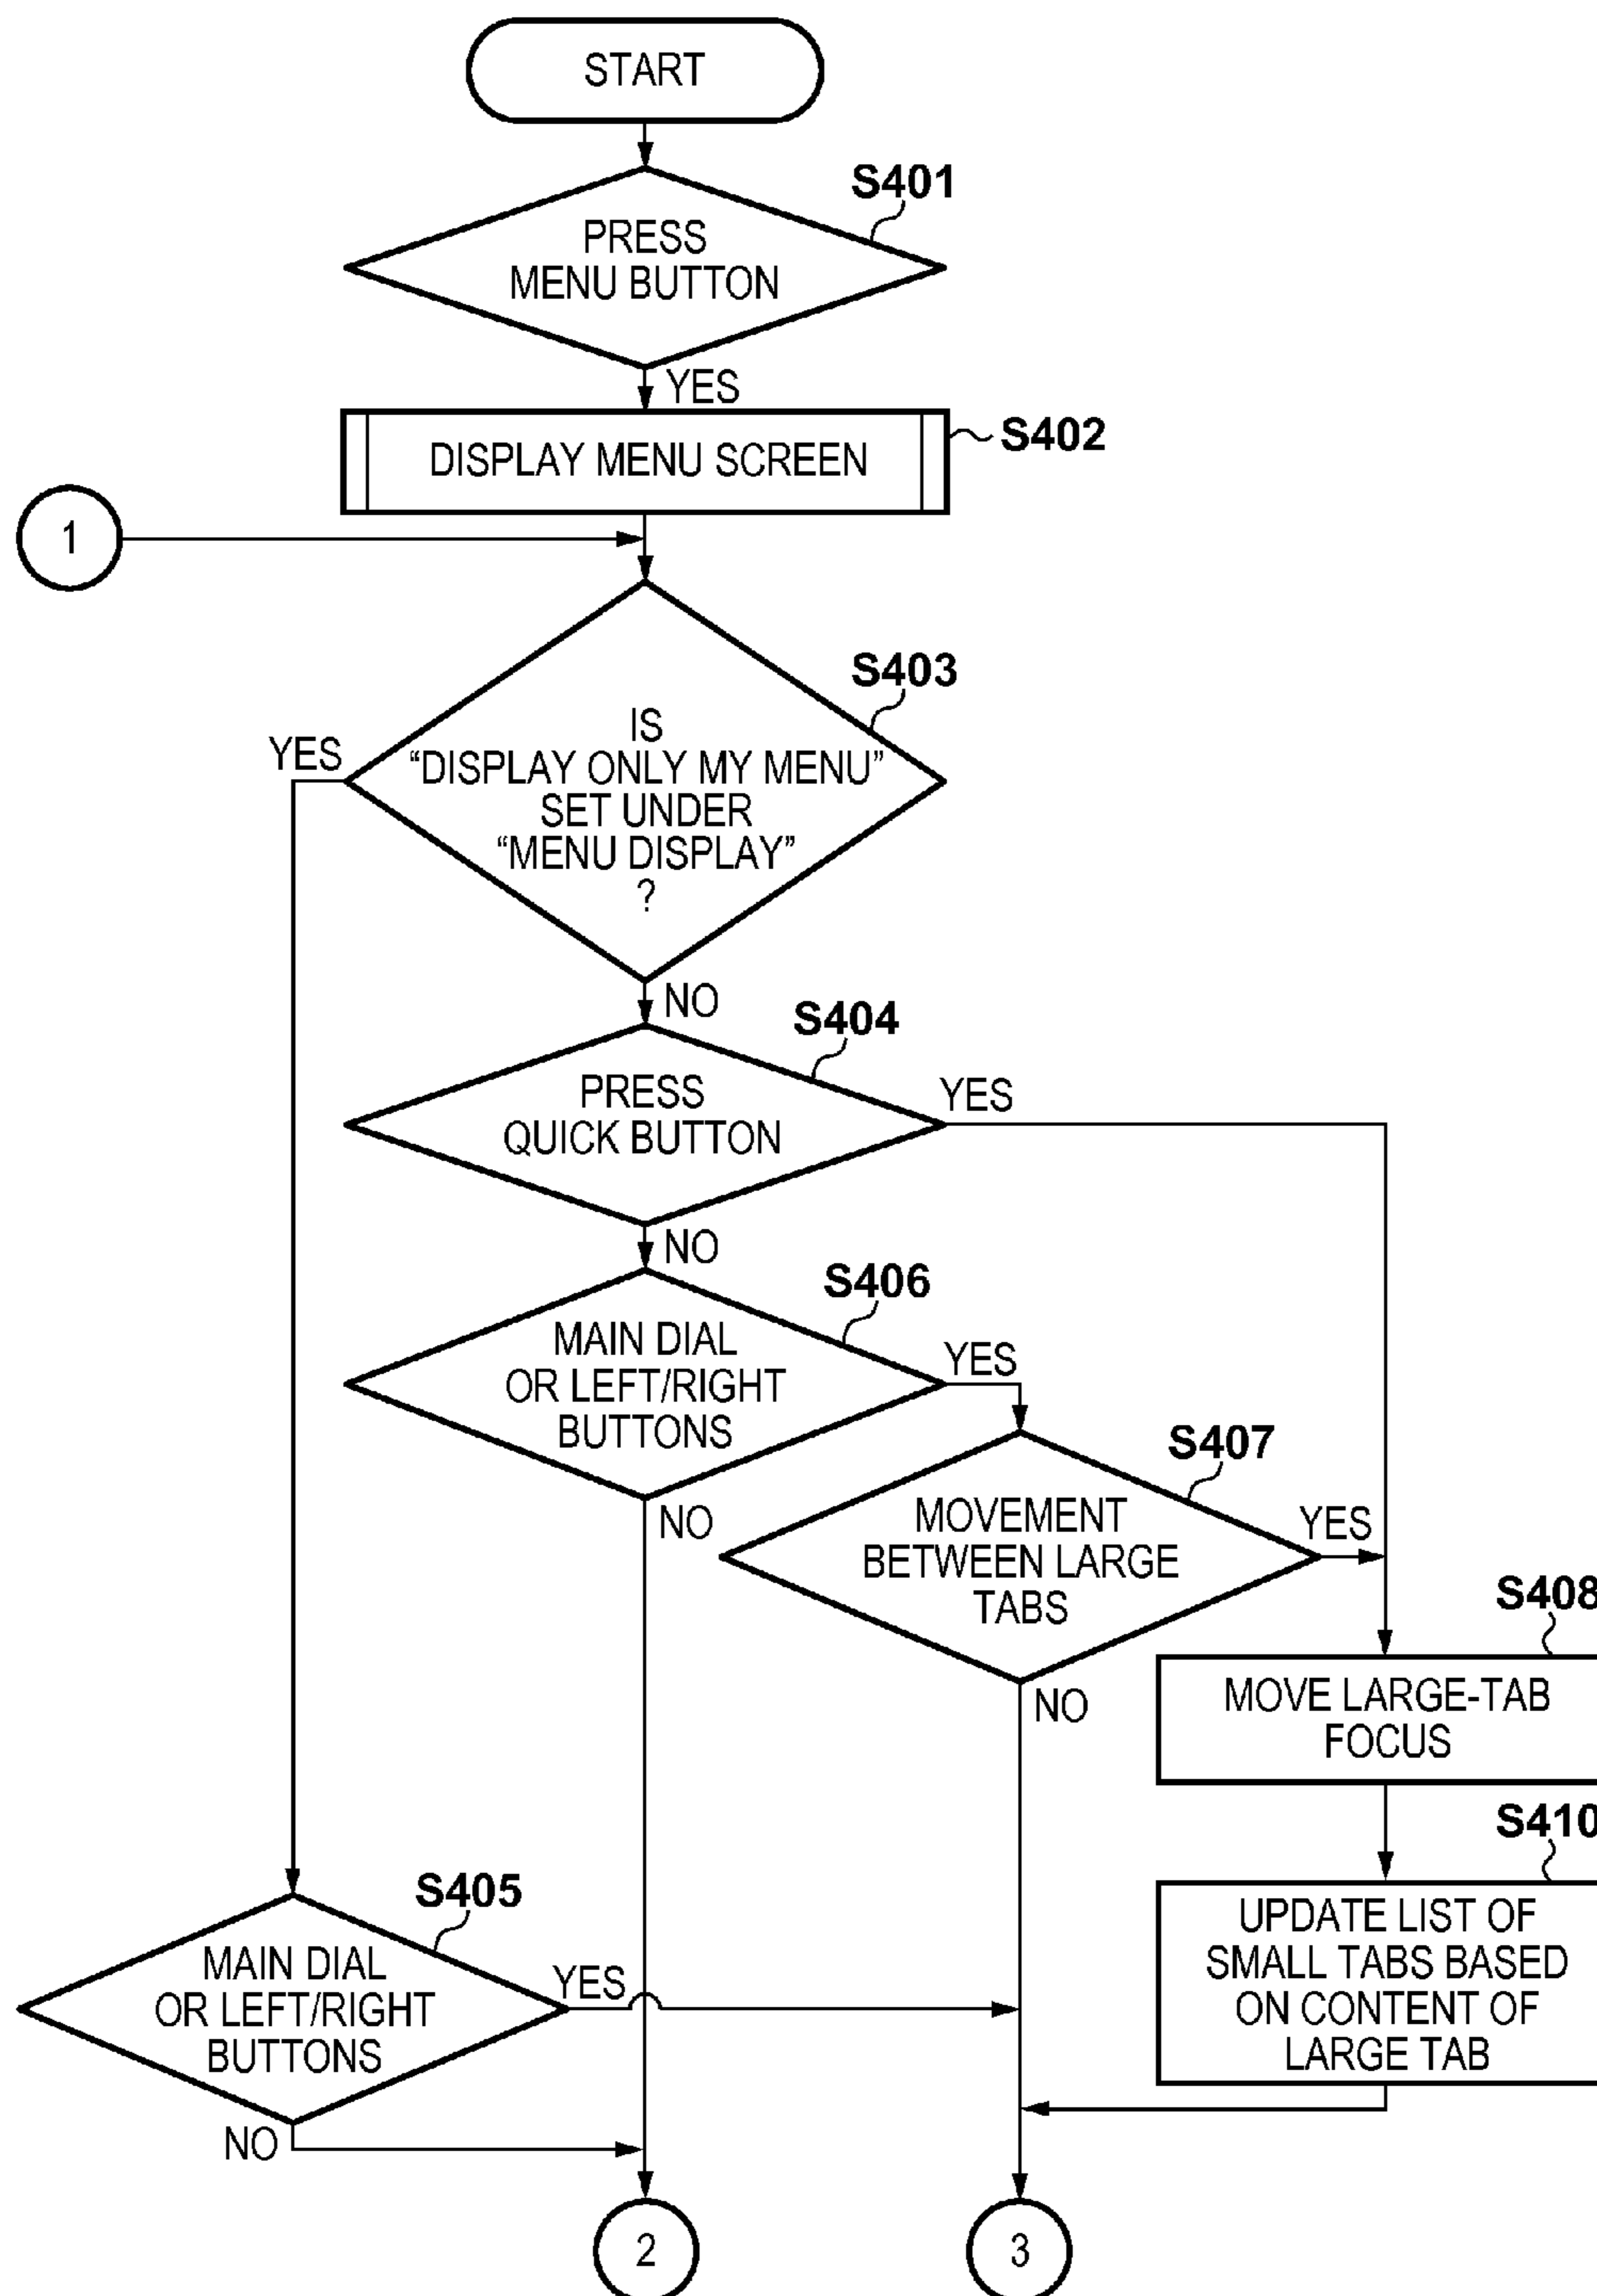 START
S401
PRESS
MENU BUTTON
YES
DISPLAY MENU SCREEN
S402
1
S403
YES
IS
“DISPLAY ONLY MY MENU”
SET UNDER
“MENU DISPLAY”
?
NO
S404
PRESS
QUICK BUTTON
YES
NO
S406
MAIN DIAL
OR LEFT/RIGHT
BUTTONS
YES
NO
S407
MOVEMENT
BETWEEN LARGE
TABS
YES
NO
S408
MOVE LARGE-TAB
FOCUS
S410
UPDATE LIST OF
SMALL TABS BASED
ON CONTENT OF
LARGE TAB
S405
MAIN DIAL
OR LEFT/RIGHT
BUTTONS
YES
NO
2
3